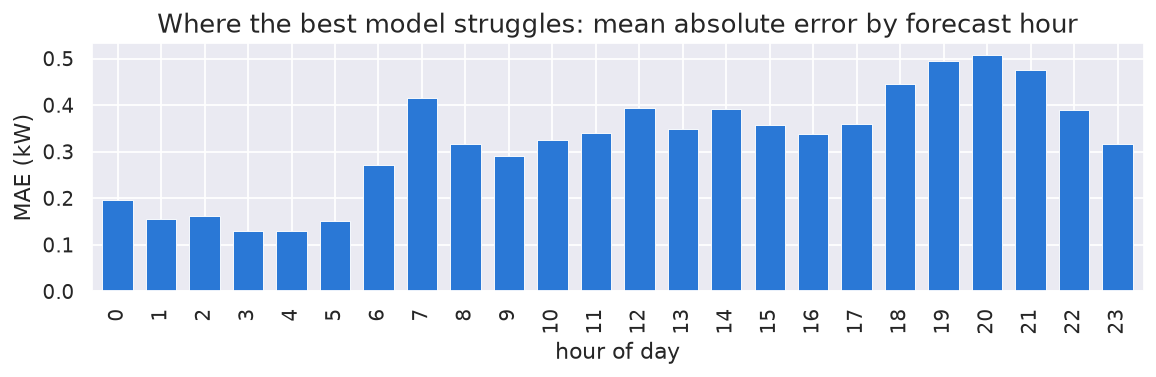 Where the best model struggles: mean absolute error by forecast hour
MAE (kW)
0.5
0.4
0.3
0.2
0.1
0.0
0 1 2 3 4 5 6 7 8 9 10 11 12 13 14 15 16 17 18 19 20 21 22 23
hour of day